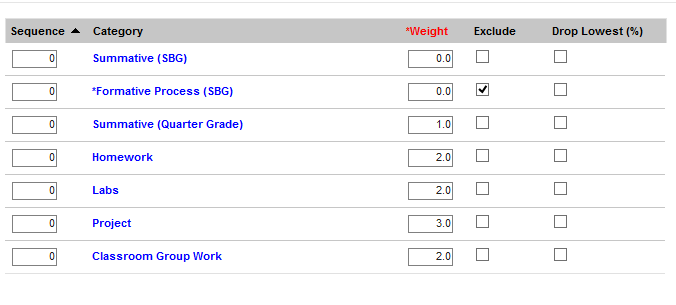 Sequence Category *Weight Exclude Drop Lowest (%)
0 Summative (SBG) 0.0
0 *Formative Process (SBG) 0.0
0 Summative (Quarter Grade) 1.0
0 Homework 2.0
0 Labs 2.0
0 Project 3.0
0 Classroom Group Work 2.0